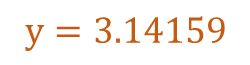 y = 3.14159